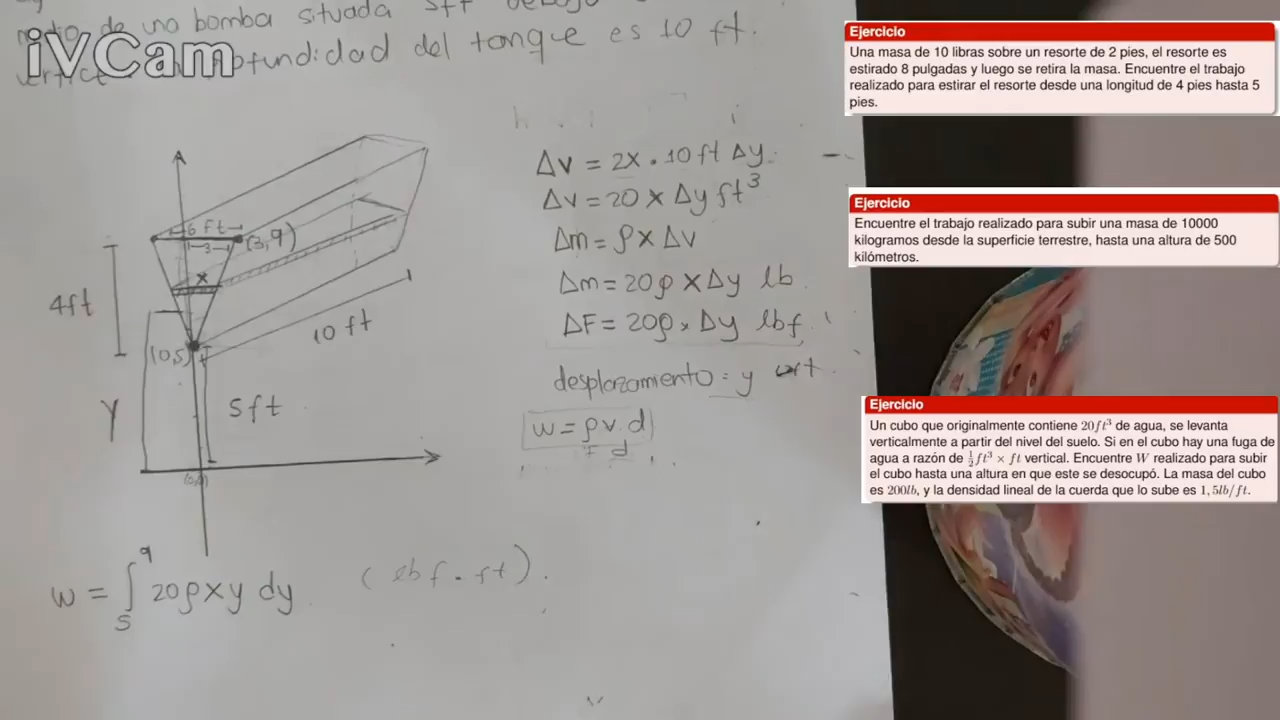 de una bomba situada 5ft
profundidad del tanque es 10 ft.
iVCam
ΔV = 2x . 10ft Δy
ΔV = 20 x Δy ft³
Δm = ρ x ΔV
Δm = 20ρ x Δy lb
ΔF = 20ρ x Δy lbf
desplazamiento = y
W = ρ v. d
F d
6 ft
3
(3,9)
x
4ft
10 ft
(0,5)
y
5ft
(0,0)
W = ∫₅⁹ 20ρxy dy (lbf . ft).
Ejercicio
Una masa de 10 libras sobre un resorte de 2 pies, el resorte es
estirado 8 pulgadas y luego se retira la masa. Encuentre el trabajo
realizado para estirar el resorte desde una longitud de 4 pies hasta 5
pies.
Ejercicio
Encuentre el trabajo realizado para subir una masa de 10000
kilogramos desde la superficie terrestre, hasta una altura de 500
kilómetros.
Ejercicio
Un cubo que originalmente contiene 20ft³ de agua, se levanta
verticalmente a partir del nivel del suelo. Si en el cubo hay una fuga de
agua a razón de ½ft³ × ft vertical. Encuentre W realizado para subir
el cubo hasta una altura en que este se desocupó. La masa del cubo
es 200lb, y la densidad lineal de la cuerda que lo sube es 1,5lb/ft.